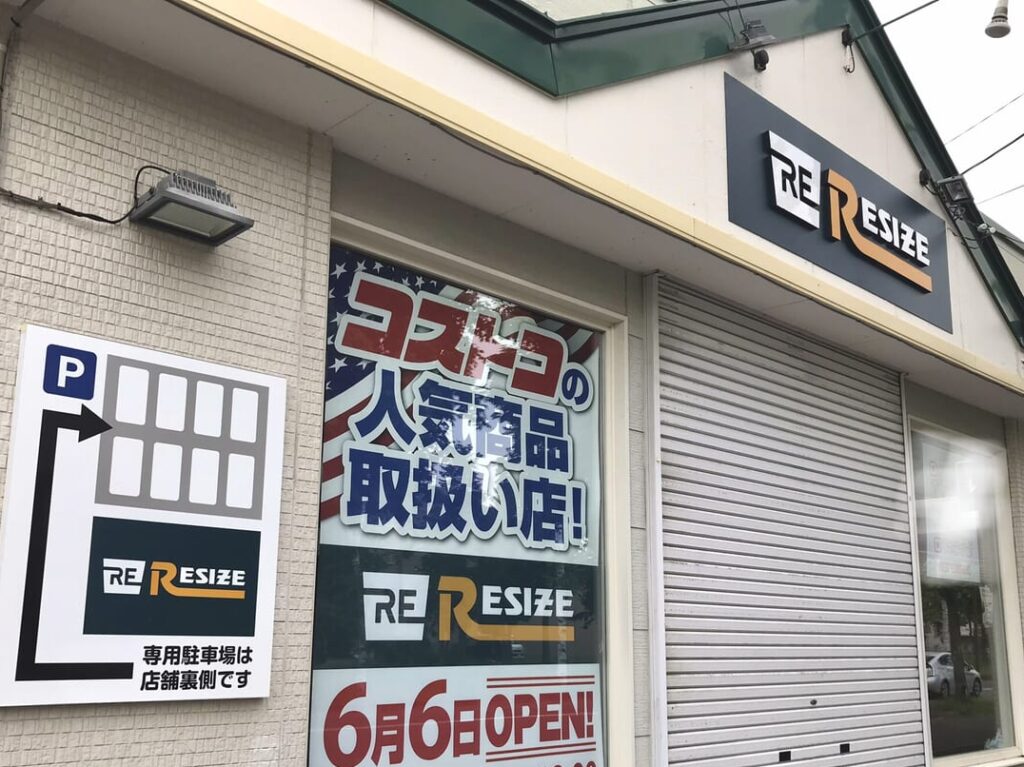 RE RESIZE
コストコの
人気商品
取扱い店!
RE RESIZE
6月6日OPEN!
P
RE RESIZE
専用駐車場は
店舗裏側です